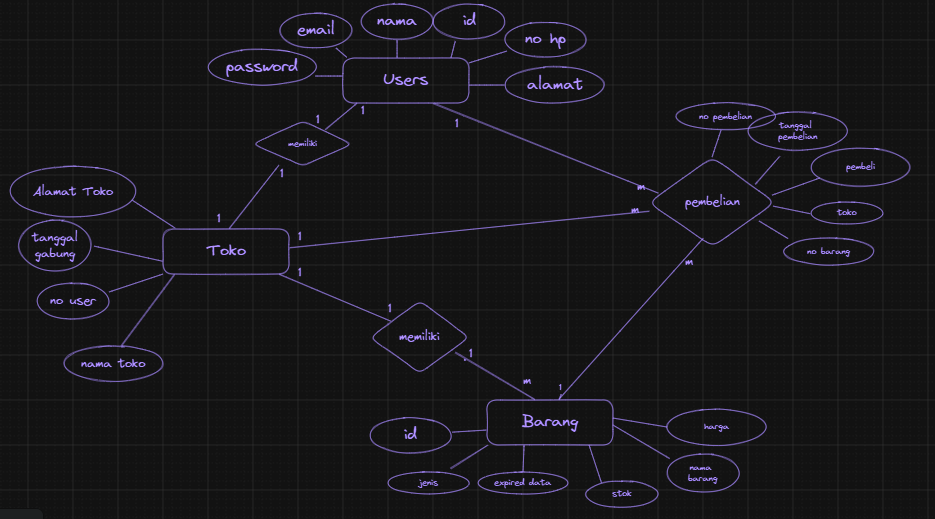 nama
id
email
no hp
password
Users
alamat
1
1
1
memiliki
1
no pembelian
tanggal
pembelian
pembeli
m
m
pembelian
toko
no barang
m
Alamat Toko
1
1
tanggal
gabung
Toko
1
no user
nama toko
1
memiliki
1
m
1
Barang
id
harga
jenis
expired data
stok
nama
barang